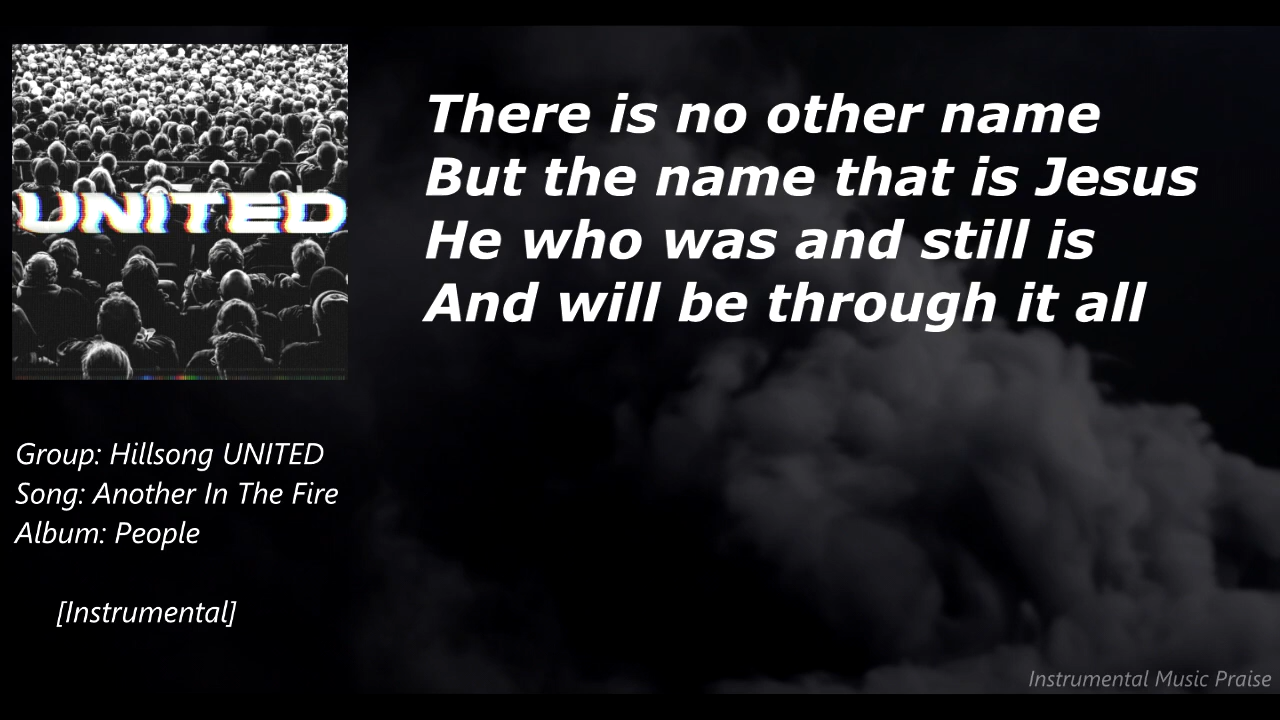 UNITED
There is no other name
But the name that is Jesus
He who was and still is
And will be through it all
Group: Hillsong UNITED
Song: Another In The Fire
Album: People
[Instrumental]
Instrumental Music Praise